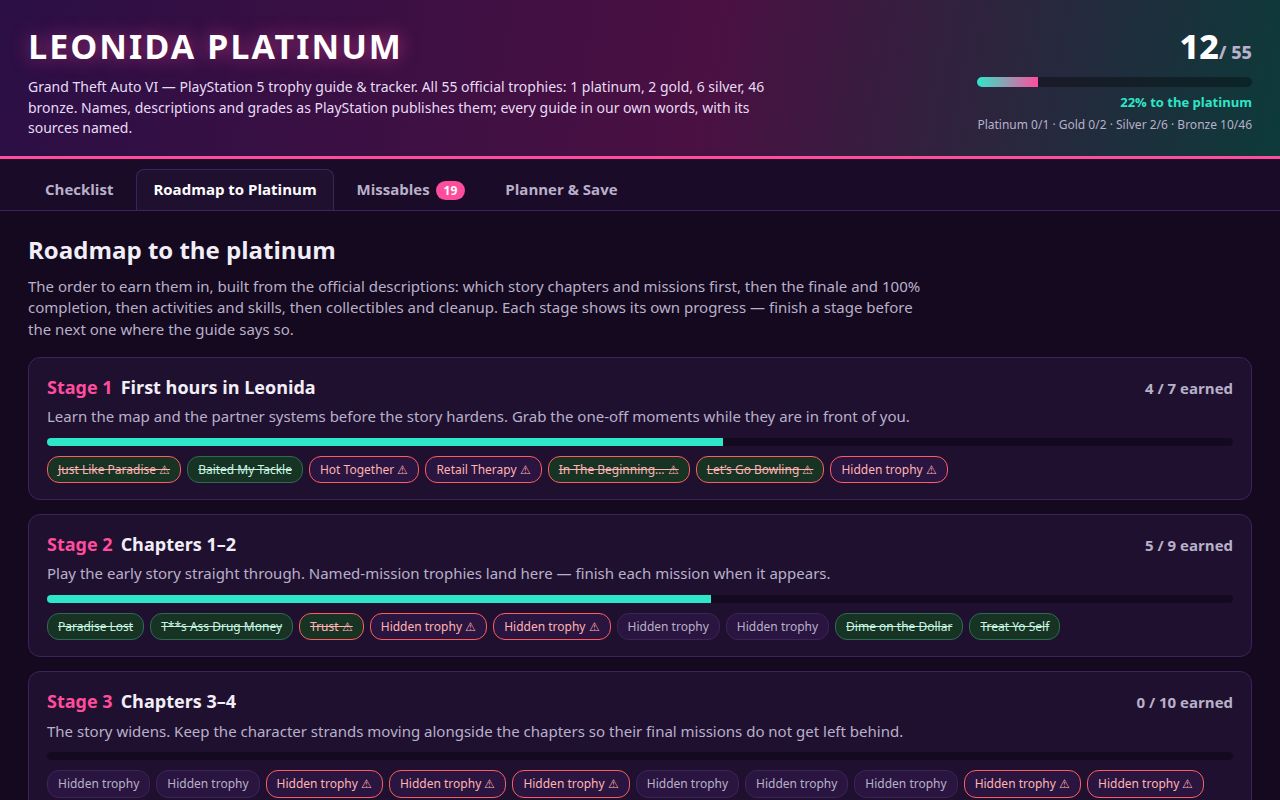 LEONIDA PLATINUM
Grand Theft Auto VI — PlayStation 5 trophy guide & tracker. All 55 official trophies: 1 platinum, 2 gold, 6 silver, 46
bronze. Names, descriptions and grades as PlayStation publishes them; every guide in our own words, with its
sources named.
12/ 55
22% to the platinum
Platinum 0/1 · Gold 0/2 · Silver 2/6 · Bronze 10/46
Checklist
Roadmap to Platinum
Missables 19
Planner & Save
Roadmap to the platinum
The order to earn them in, built from the official descriptions: which story chapters and missions first, then the finale and 100%
completion, then activities and skills, then collectibles and cleanup. Each stage shows its own progress — finish a stage before
the next one where the guide says so.
Stage 1 First hours in Leonida
4 / 7 earned
Learn the map and the partner systems before the story hardens. Grab the one-off moments while they are in front of you.
Just Like Paradise ⚠ Baited My Tackle Hot Together ⚠ Retail Therapy ⚠ In The Beginning... ⚠ Let's Go Bowling ⚠ Hidden trophy ⚠
Stage 2 Chapters 1–2
5 / 9 earned
Play the early story straight through. Named-mission trophies land here — finish each mission when it appears.
Paradise Lost T**s Ass Drug Money Trust ⚠ Hidden trophy ⚠ Hidden trophy ⚠ Hidden trophy Hidden trophy Dime on the Dollar Treat Yo Self
Stage 3 Chapters 3–4
0 / 10 earned
The story widens. Keep the character strands moving alongside the chapters so their final missions do not get left behind.
Hidden trophy Hidden trophy Hidden trophy ⚠ Hidden trophy ⚠ Hidden trophy ⚠ Hidden trophy Hidden trophy Hidden trophy Hidden trophy ⚠ Hidden trophy ⚠